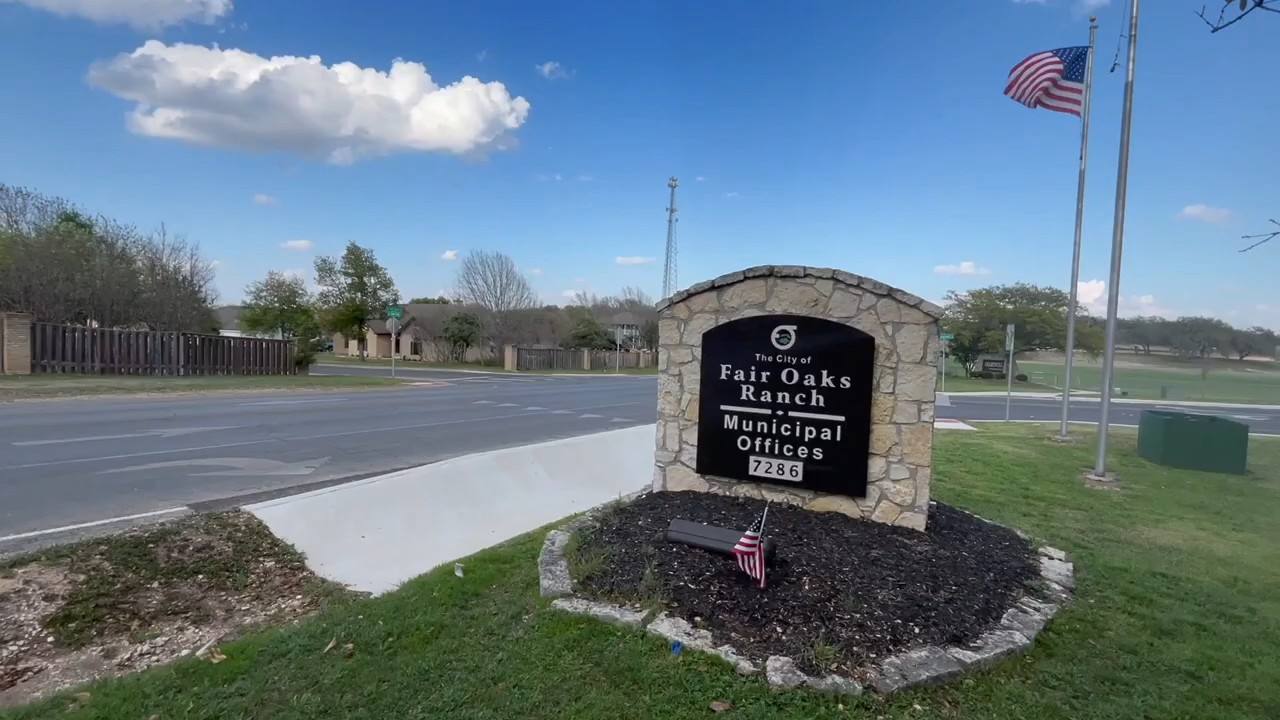 The City of
Fair Oaks
Ranch
Municipal
Offices
7286